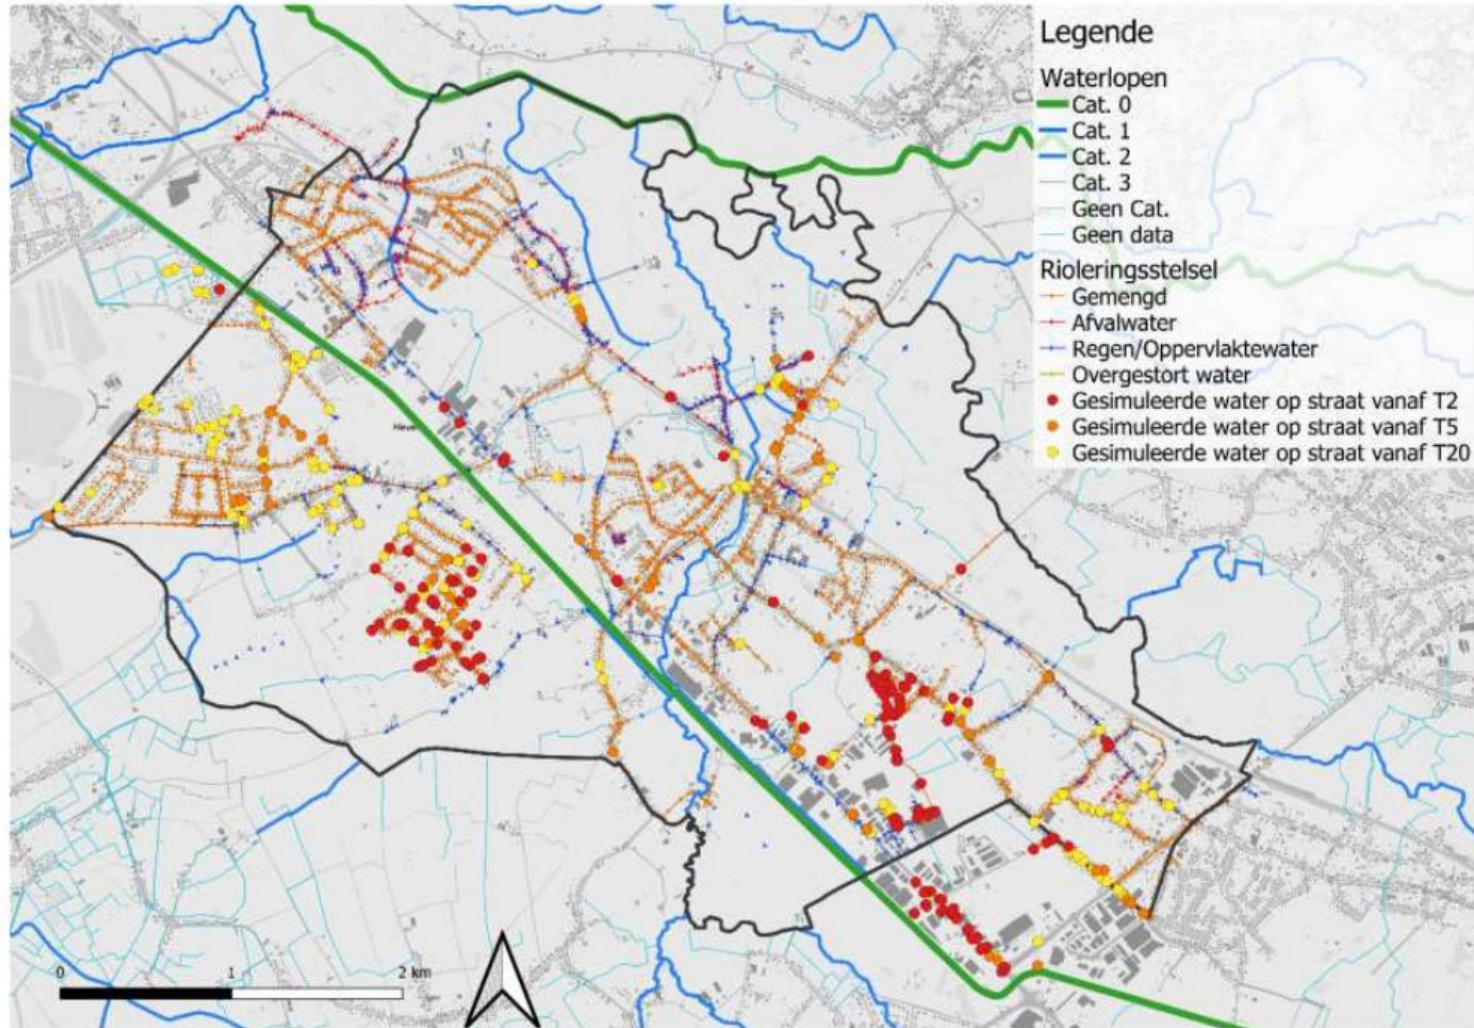 Legende
Waterlopen
Cat. 0
Cat. 1
Cat. 2
Cat. 3
Geen Cat.
Geen data
Rioleringsstelsel
Gemengd
Afvalwater
Regen/Oppervlaktewater
Overgestort water
Gesimuleerde water op straat vanaf T2
Gesimuleerde water op straat vanaf T5
Gesimuleerde water op straat vanaf T20
0 1 2 km